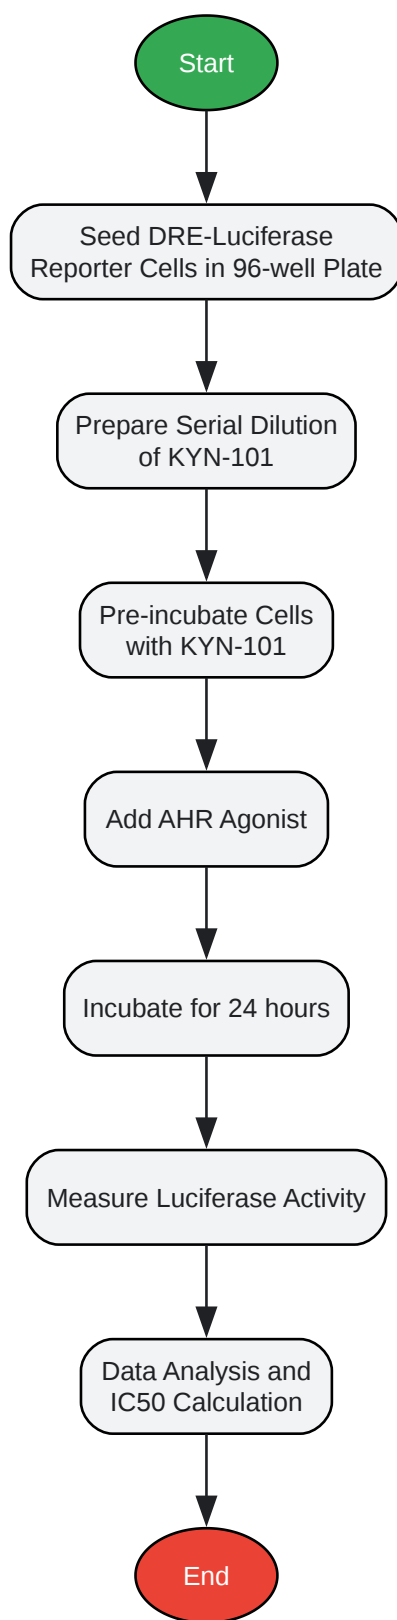 Start
Seed DRE-Luciferase
Reporter Cells in 96-well Plate
Prepare Serial Dilution
of KYN-101
Pre-incubate Cells
with KYN-101
Add AHR Agonist
Incubate for 24 hours
Measure Luciferase Activity
Data Analysis and
IC50 Calculation
End